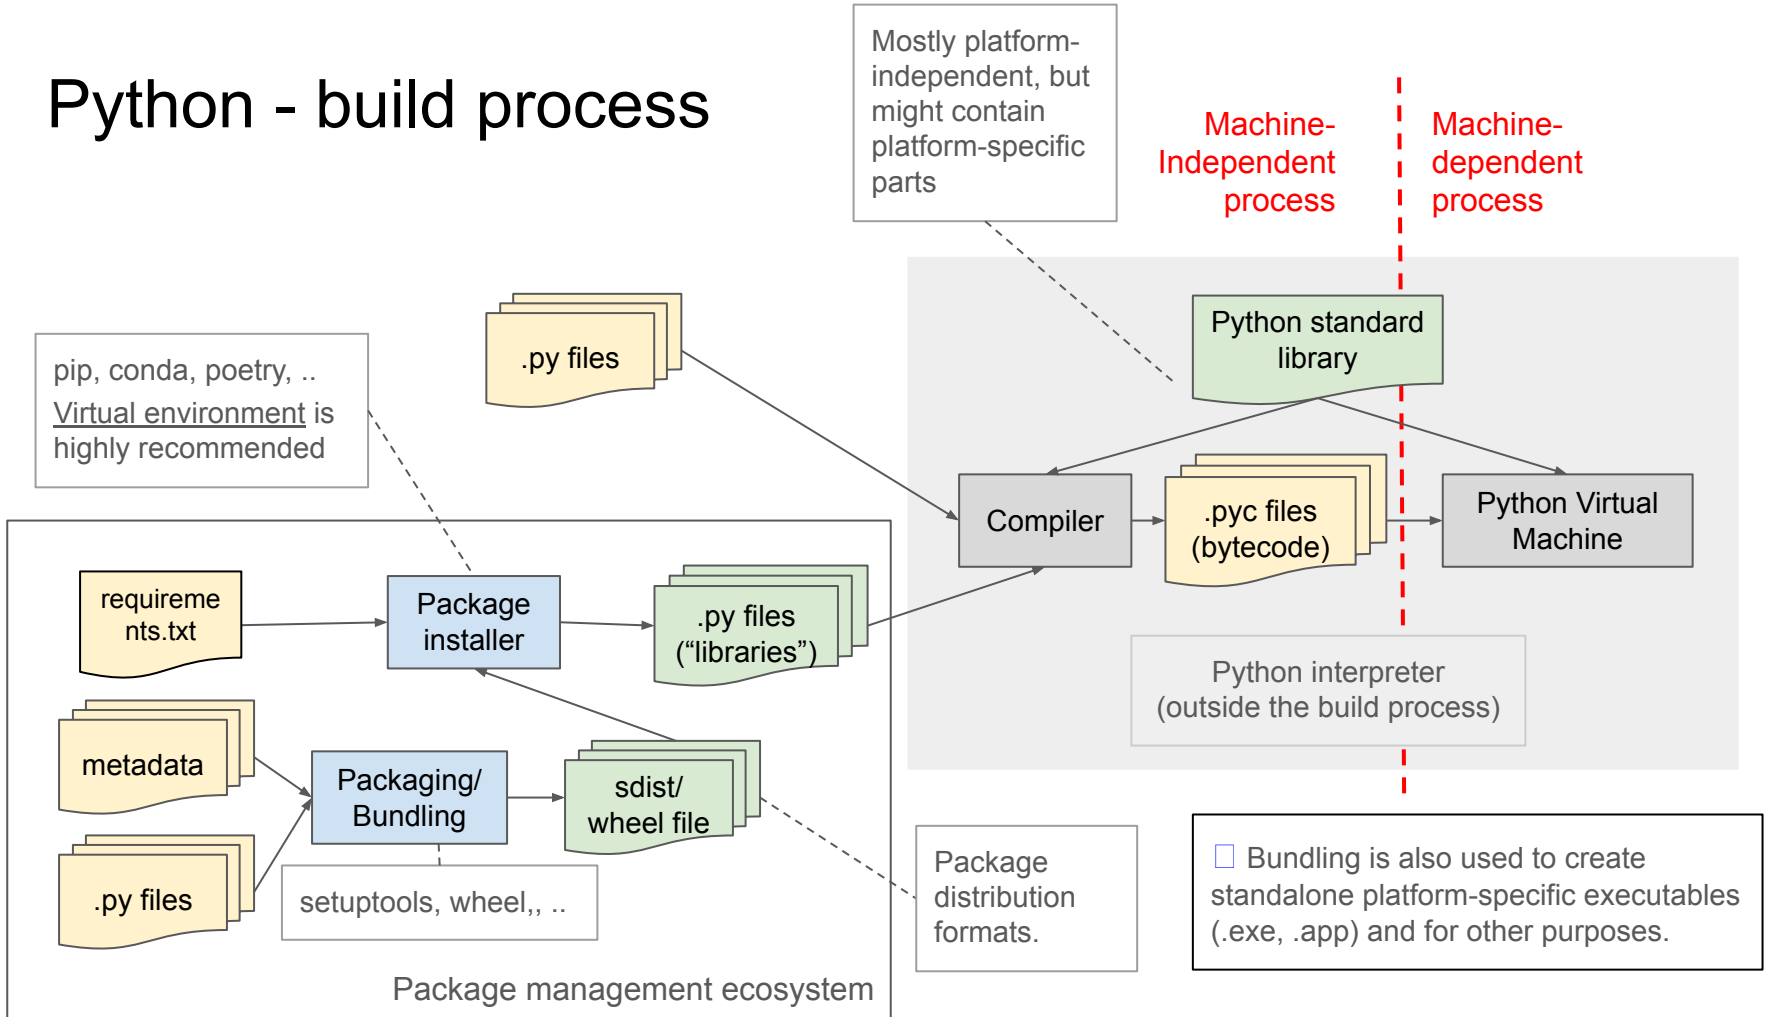 Python - build process
Mostly platform-
independent, but
might contain
platform-specific
parts
Machine-
Independent
process
Machine-
dependent
process
pip, conda, poetry, ..
Virtual environment is
highly recommended
.py files
Python standard
library
Compiler
.pyc files
(bytecode)
Python Virtual
Machine
Python interpreter
(outside the build process)
requireme
nts.txt
Package
installer
.py files
(“libraries”)
metadata
.py files
Packaging/
Bundling
sdist/
wheel file
setuptools, wheel,, ..
Package
distribution
formats.
Package management ecosystem
Bundling is also used to create
standalone platform-specific executables
(.exe, .app) and for other purposes.